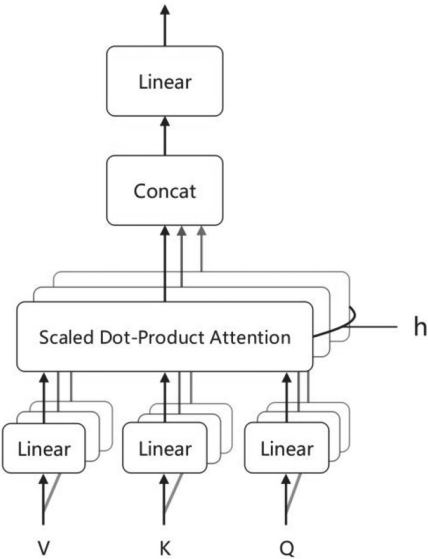 Linear
Concat
Scaled Dot-Product Attention
h
Linear Linear Linear
V K Q